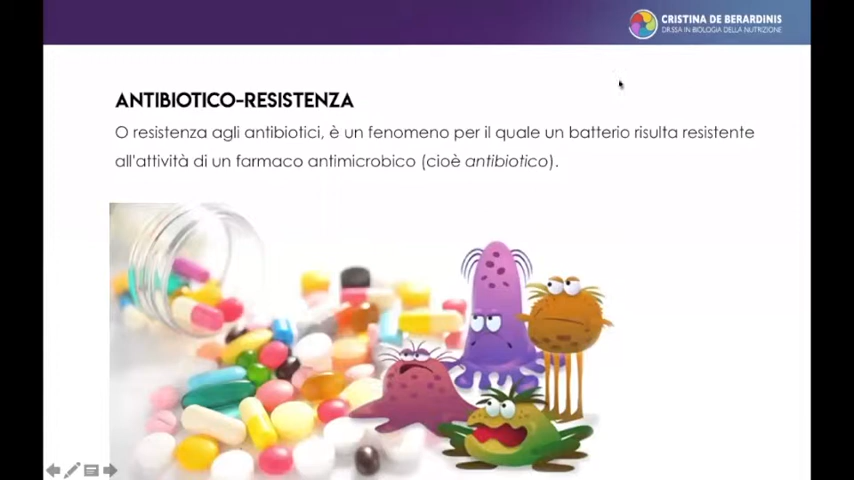 CRISTINA DE BERARDINIS
DR.SSA IN BIOLOGIA DELLA NUTRIZIONE
ANTIBIOTICO-RESISTENZA
O resistenza agli antibiotici, è un fenomeno per il quale un batterio risulta resistente
all'attività di un farmaco antimicrobico (cioè antibiotico).